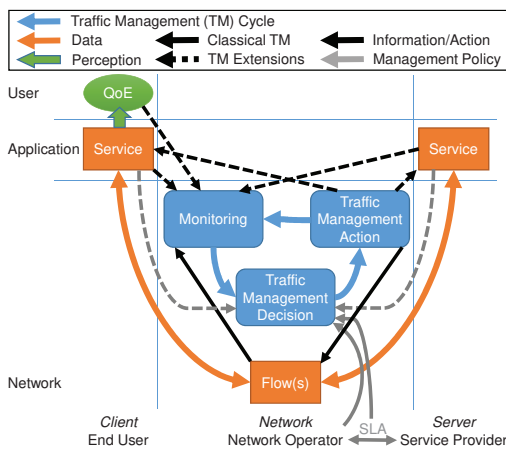 Traffic Management (TM) Cycle
Data
Classical TM
Information/Action
Perception
TM Extensions
Management Policy
User
QoE
Application
Service
Service
Monitoring
Traffic
Management
Action
Traffic
Management
Decision
Network
Flow(s)
Client
Network
Server
SLA
End User
Network Operator
Service Provider